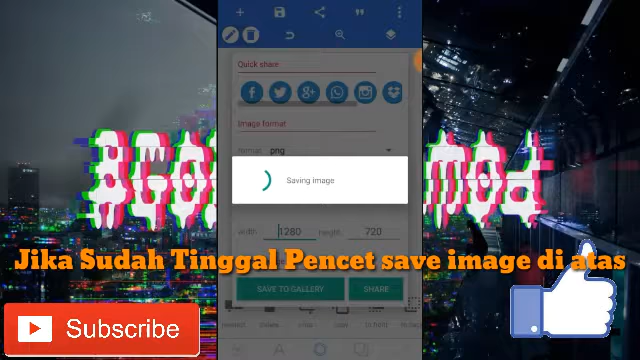 Quick share
Image format
format png
Saving image
width 1280 height 720
Jika Sudah Tinggal Pencet save image di atas
SAVE TO GALLERY SHARE
Subscribe